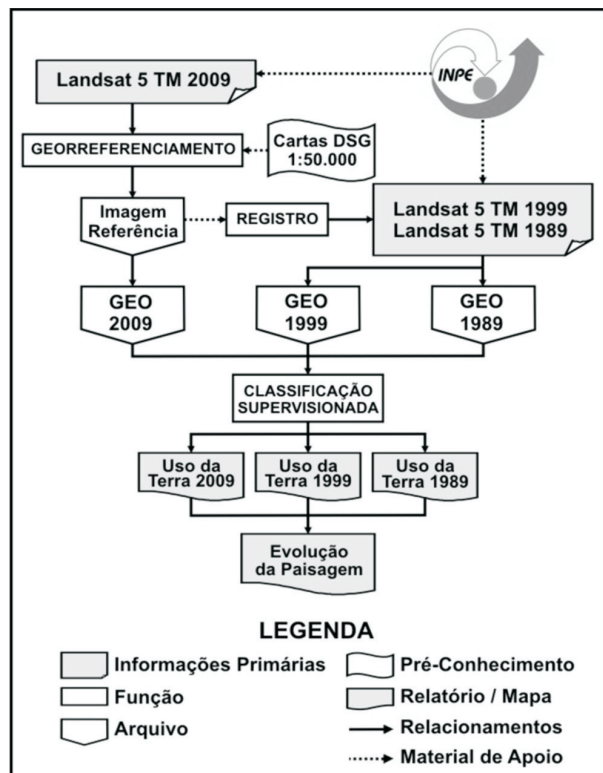 Landsat 5 TM 2009
INPE
GEORREFERENCIAMENTO
Cartas DSG
1:50.000
Imagem
Referência
REGISTRO
Landsat 5 TM 1999
Landsat 5 TM 1989
GEO
2009
GEO
1999
GEO
1989
CLASSIFICAÇÃO
SUPERVISIONADA
Uso da
Terra 2009
Uso da
Terra 1999
Uso da
Terra 1989
Evolução
da Paisagem
LEGENDA
Informações Primárias
Pré-Conhecimento
Função
Relatório / Mapa
Arquivo
Relacionamentos
Material de Apoio